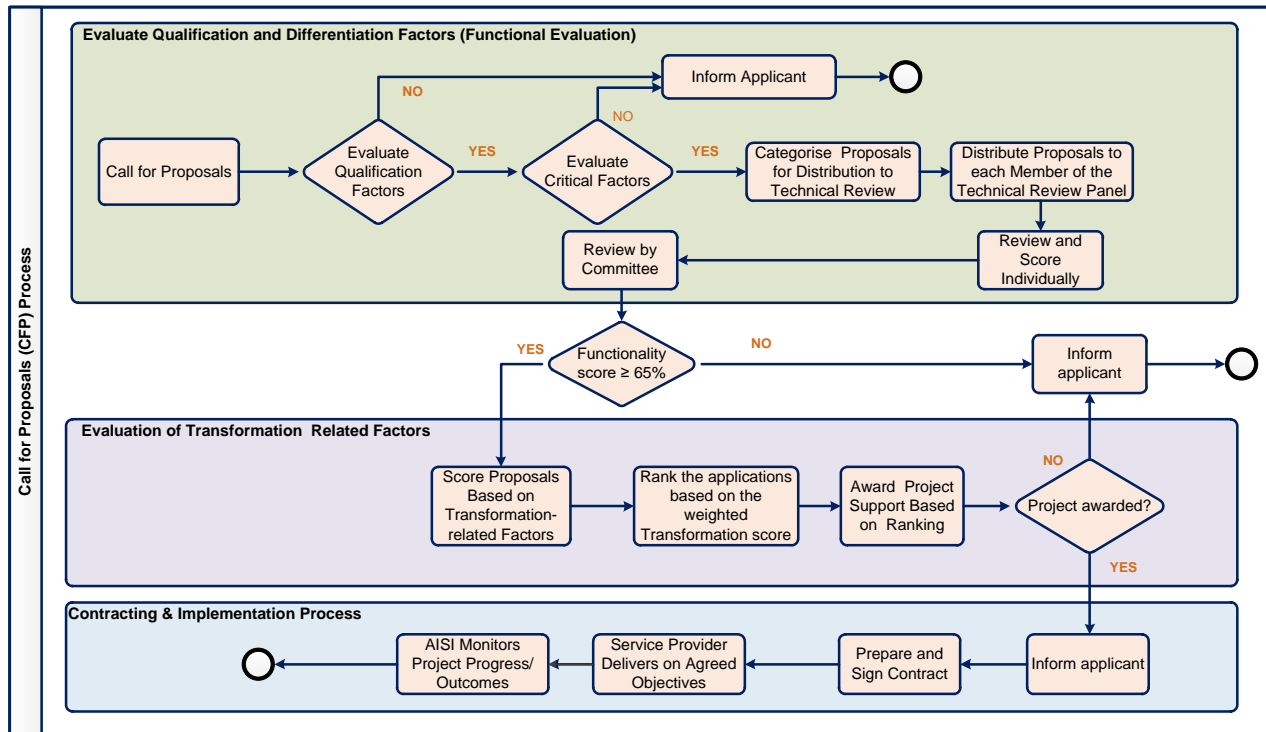 Call for Proposals (CFP) Process
Evaluate Qualification and Differentiation Factors (Functional Evaluation)
Inform Applicant
NO
NO
Call for Proposals
Evaluate
Qualification
Factors
YES
Evaluate
Critical Factors
YES
Categorise Proposals
for Distribution to
Technical Review
Distribute Proposals to
each Member of the
Technical Review Panel
Review and
Score
Individually
Review by
Committee
Functionality
score ≥ 65%
YES
NO
Inform
applicant
Evaluation of Transformation Related Factors
Score Proposals
Based on
Transformation-
related Factors
Rank the applications
based on the
weighted
Transformation score
Award Project
Support Based
on Ranking
Project awarded?
NO
YES
Contracting & Implementation Process
Inform applicant
Prepare and
Sign Contract
Service Provider
Delivers on Agreed
Objectives
AISI Monitors
Project Progress/
Outcomes